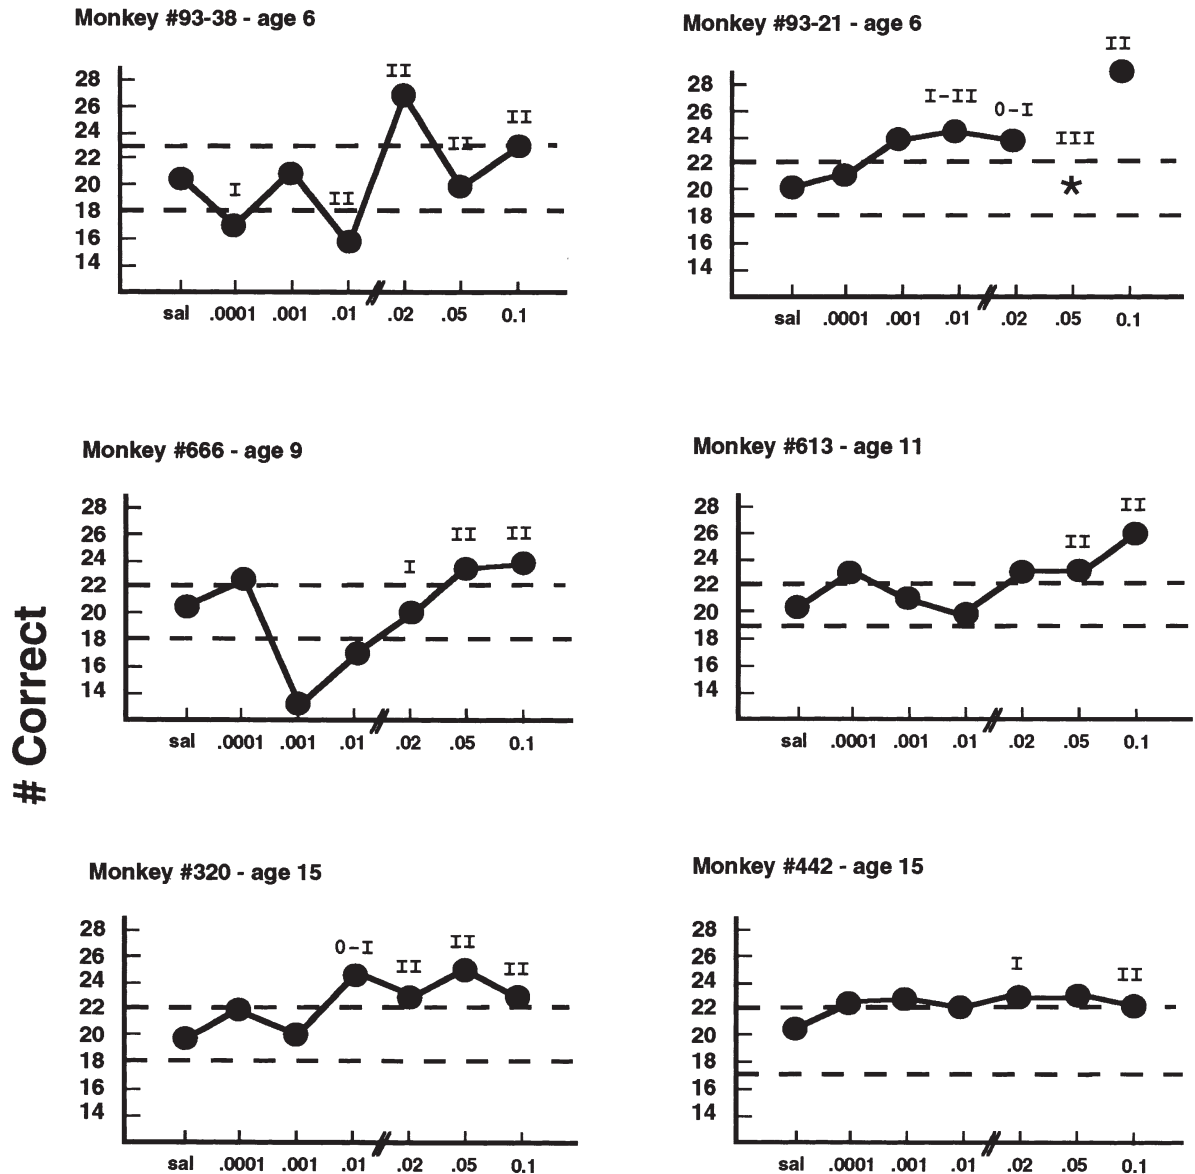 Monkey #93-38 - age 6
28
26
24
22
20
18
16
14
I
II
II
II
II
sal .0001 .001 .01 .02 .05 0.1
Monkey #93-21 - age 6
28
26
24
22
20
18
16
14
I-II
0-I
III
*
II
sal .0001 .001 .01 .02 .05 0.1
# Correct
Monkey #666 - age 9
28
26
24
22
20
18
16
14
I
II
II
sal .0001 .001 .01 .02 .05 0.1
Monkey #613 - age 11
28
26
24
22
20
18
16
14
II
II
sal .0001 .001 .01 .02 .05 0.1
Monkey #320 - age 15
28
26
24
22
20
18
16
14
0-I
II
II
II
sal .0001 .001 .01 .02 .05 0.1
Monkey #442 - age 15
28
26
24
22
20
18
16
14
I
II
sal .0001 .001 .01 .02 .05 0.1